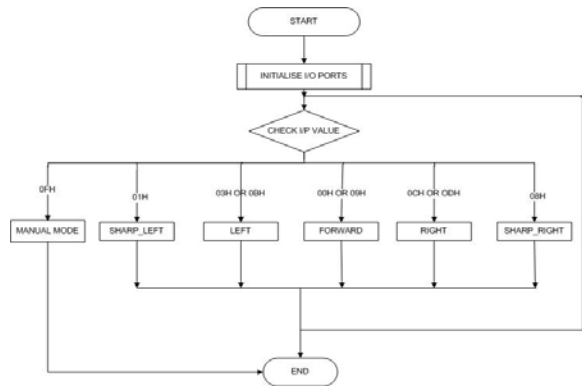 START
INITIALISE I/O PORTS
CHECK I/P VALUE
0FH
01H
03H OR 0BH
00H OR 09H
0CH OR 0DH
08H
MANUAL MODE
SHARP_LEFT
LEFT
FORWARD
RIGHT
SHARP_RIGHT
END